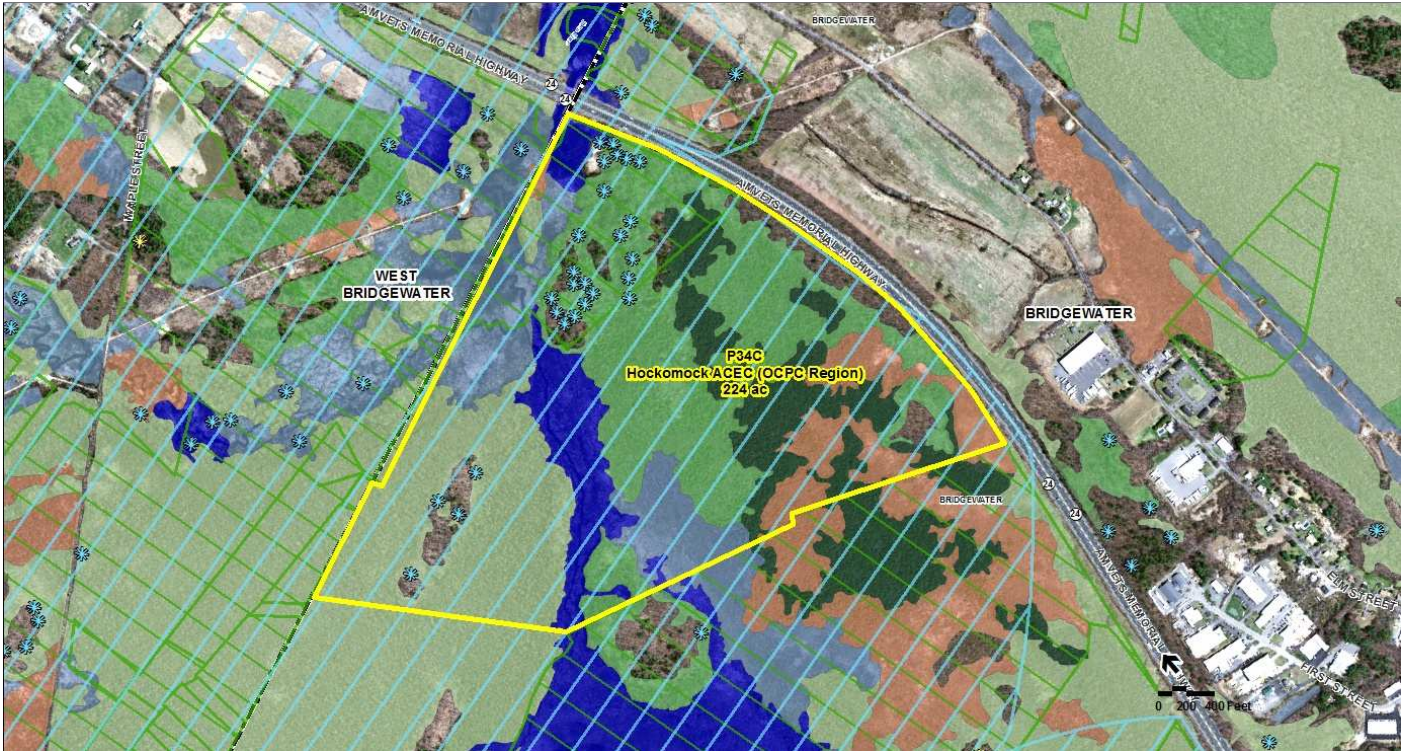 BRIDGEWATER
AMVETS MEMORIAL HIGHWAY
24
24
MAPLE STREET
AMVETS MEMORIAL HIGHWAY
WEST
BRIDGEWATER
BRIDGEWATER
P34C
Hockomock ACEC (OCPC Region)
224 ac
BRIDGEWATER
24
24
AMVETS MEMORIAL
ELM STREET
FIRST STREET
0 200 400 Feet